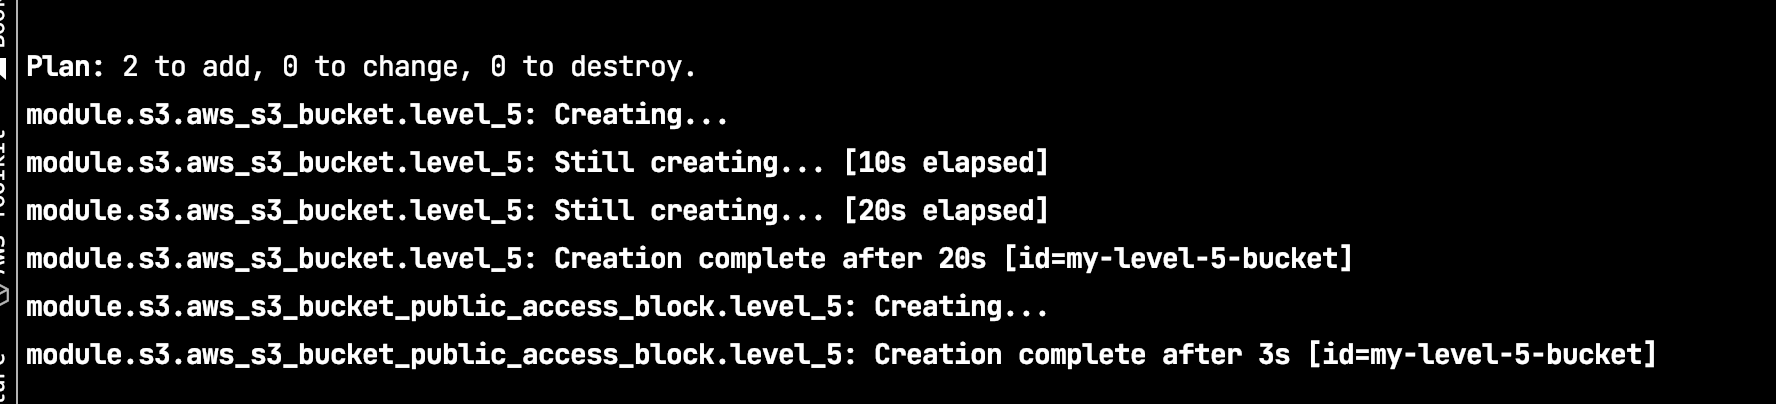 Plan: 2 to add, 0 to change, 0 to destroy.
module.s3.aws_s3_bucket.level_5: Creating...
module.s3.aws_s3_bucket.level_5: Still creating... [10s elapsed]
module.s3.aws_s3_bucket.level_5: Still creating... [20s elapsed]
module.s3.aws_s3_bucket.level_5: Creation complete after 20s [id=my-level-5-bucket]
module.s3.aws_s3_bucket_public_access_block.level_5: Creating...
module.s3.aws_s3_bucket_public_access_block.level_5: Creation complete after 3s [id=my-level-5-bucket]
AWS Toolkit